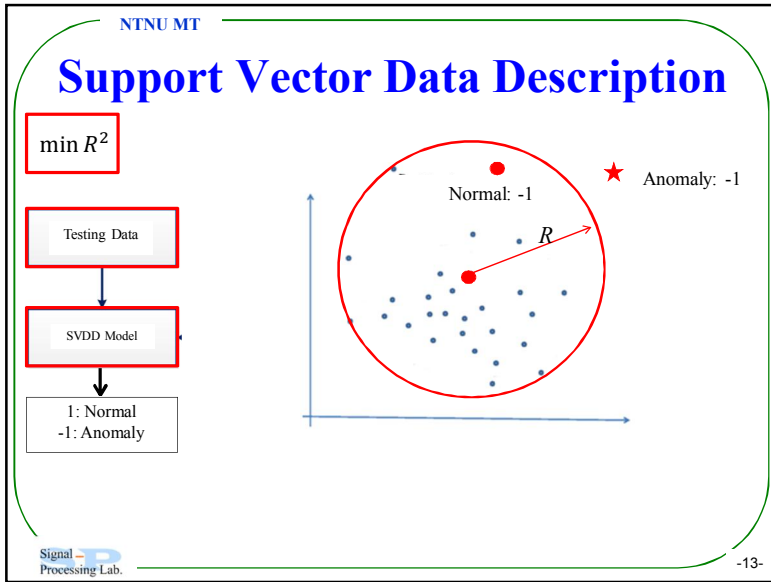 NTNU MT
Support Vector Data Description
min R²
Normal: -1
Anomaly: -1
R
Testing Data
SVDD Model
1: Normal
-1: Anomaly
Signal
Processing Lab.
SP
-13-